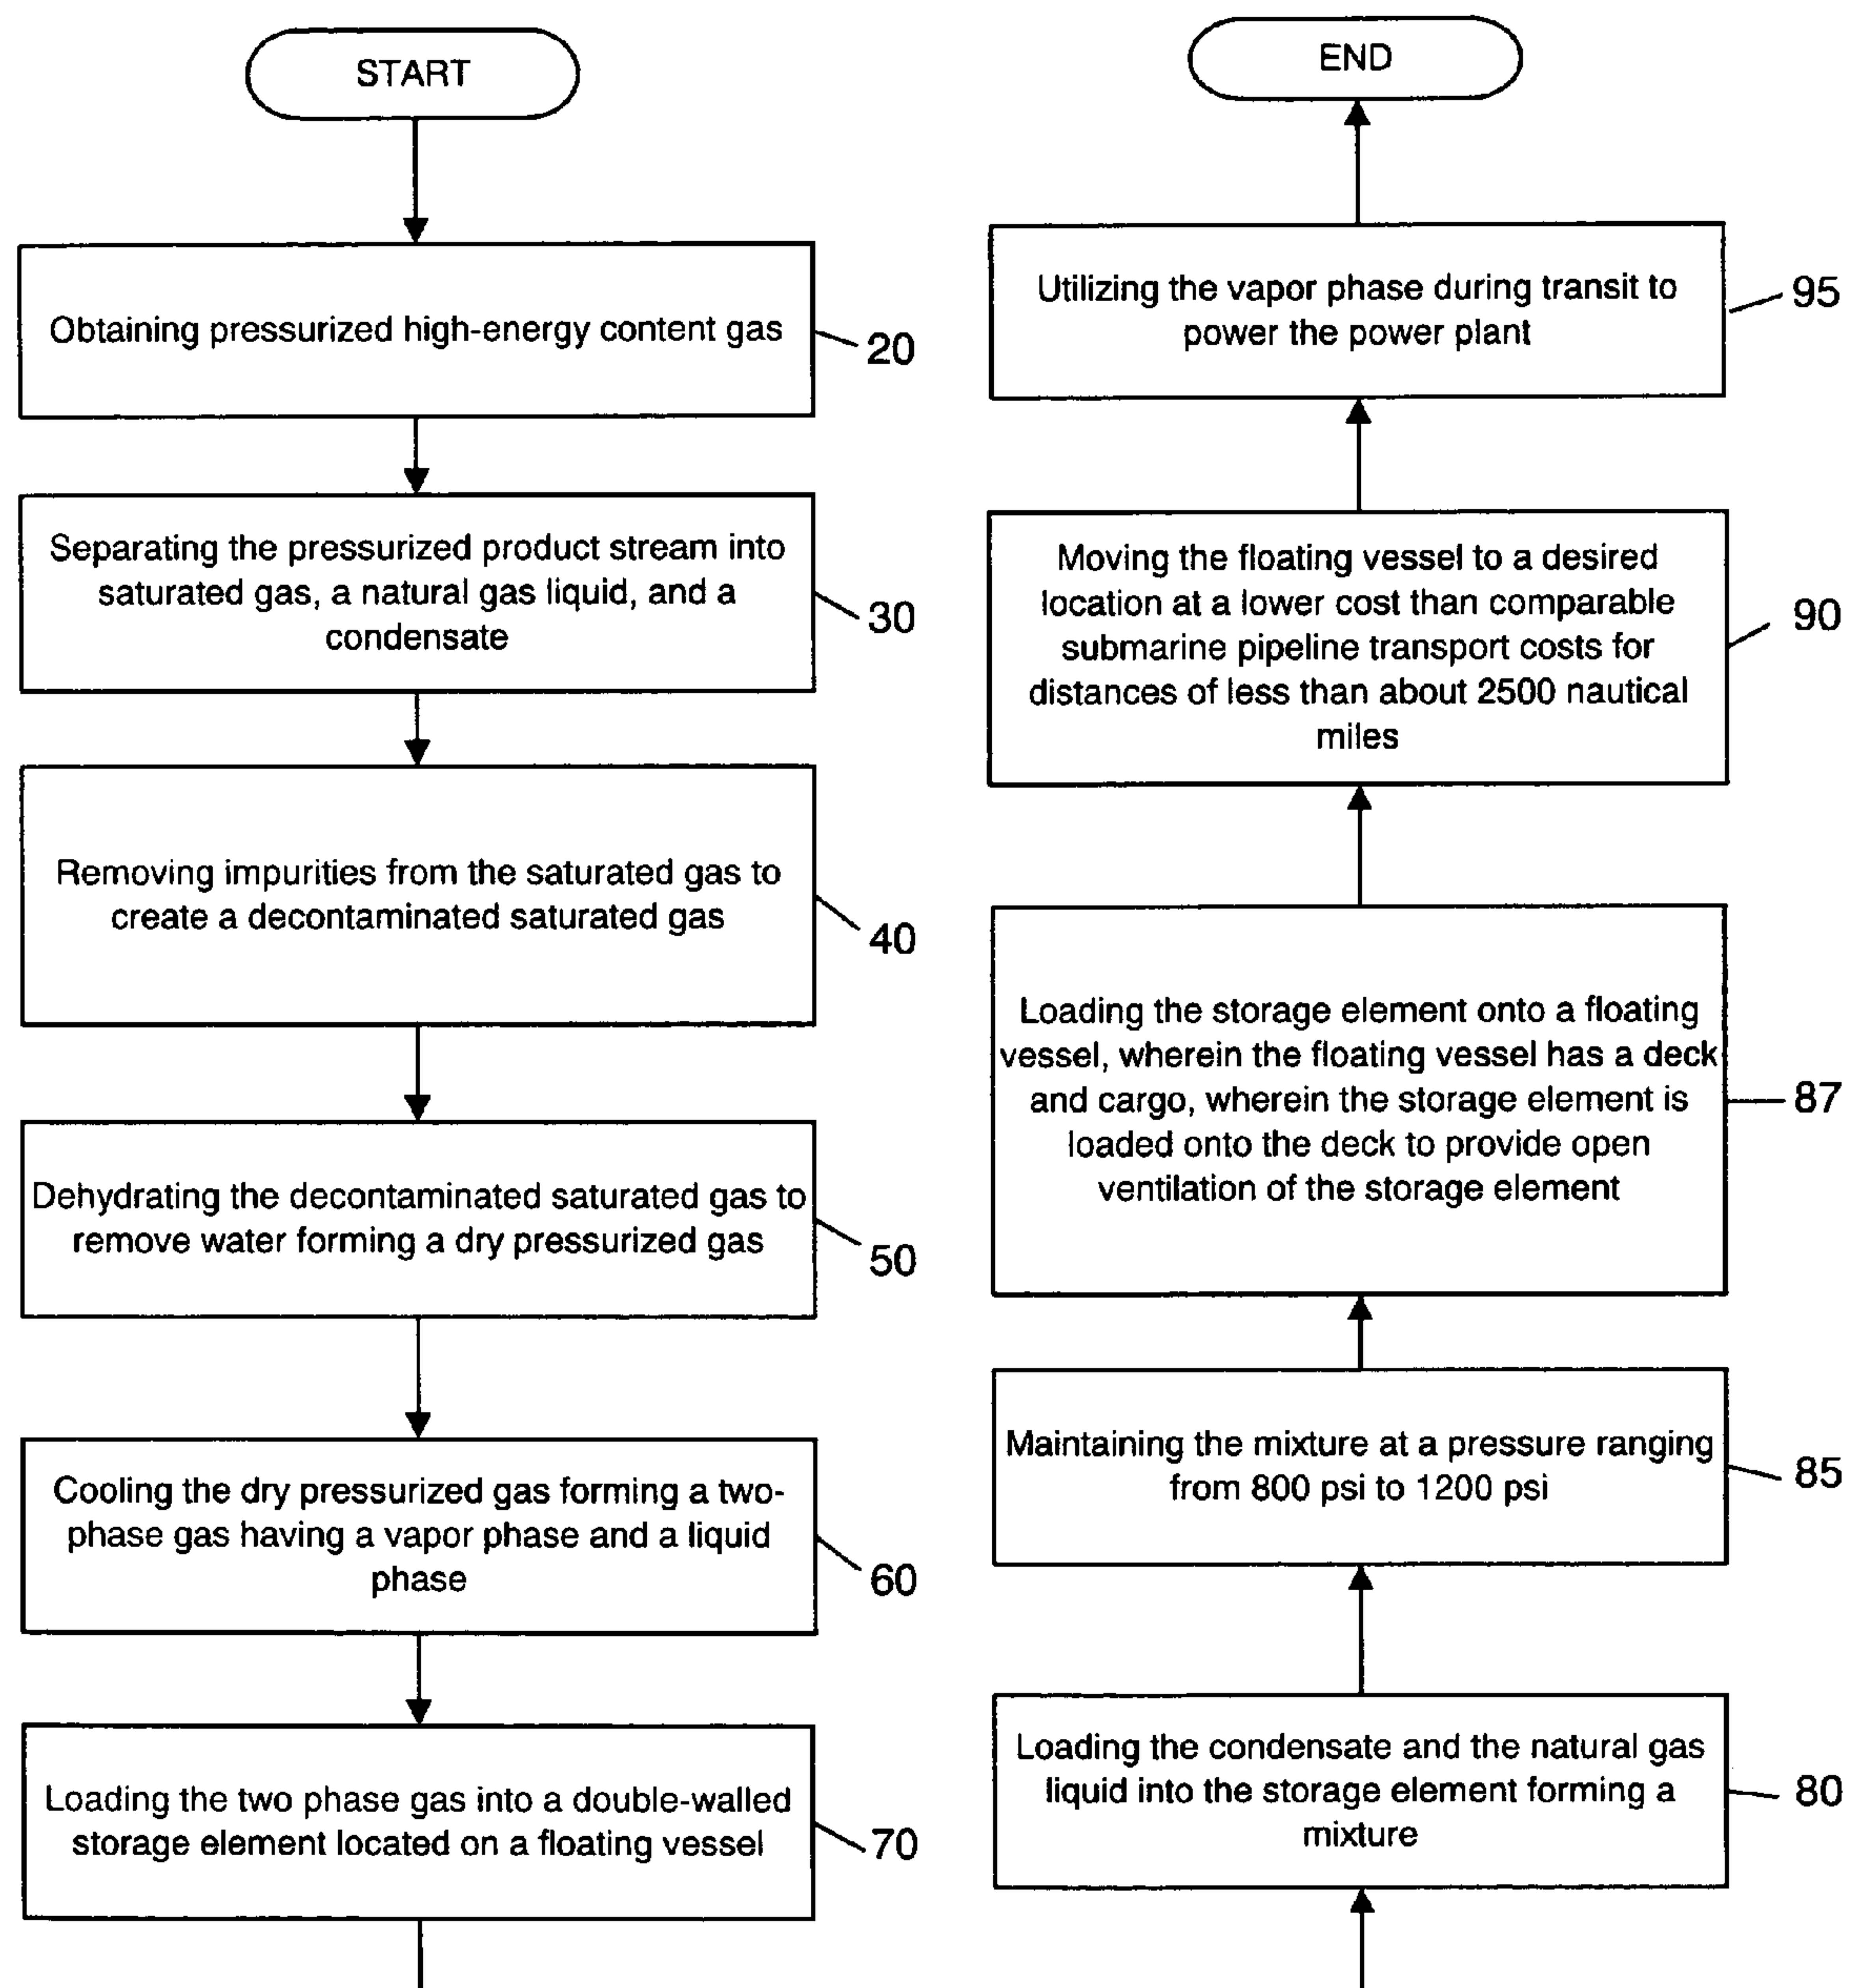 START
Obtaining pressurized high-energy content gas
20
Separating the pressurized product stream into
saturated gas, a natural gas liquid, and a
condensate
30
Removing impurities from the saturated gas to
create a decontaminated saturated gas
40
Dehydrating the decontaminated saturated gas to
remove water forming a dry pressurized gas
50
Cooling the dry pressurized gas forming a two-
phase gas having a vapor phase and a liquid
phase
60
Loading the two phase gas into a double-walled
storage element located on a floating vessel
70
Loading the condensate and the natural gas
liquid into the storage element forming a
mixture
80
Maintaining the mixture at a pressure ranging
from 800 psi to 1200 psi
85
Loading the storage element onto a floating
vessel, wherein the floating vessel has a deck
and cargo, wherein the storage element is
loaded onto the deck to provide open
ventilation of the storage element
87
Moving the floating vessel to a desired
location at a lower cost than comparable
submarine pipeline transport costs for
distances of less than about 2500 nautical
miles
90
Utilizing the vapor phase during transit to
power the power plant
95
END